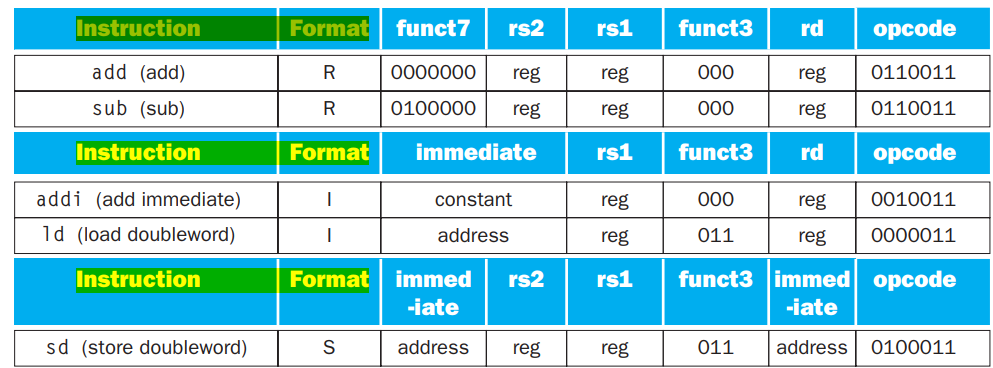 Instruction Format funct7 rs2 rs1 funct3 rd opcode
add (add) R 0000000 reg reg 000 reg 0110011
sub (sub) R 0100000 reg reg 000 reg 0110011
Instruction Format immediate rs1 funct3 rd opcode
addi (add immediate) I constant reg 000 reg 0010011
ld (load doubleword) I address reg 011 reg 0000011
Instruction Format immed rs2 rs1 funct3 immed opcode
-iate -iate
sd (store doubleword) S address reg reg 011 address 0100011